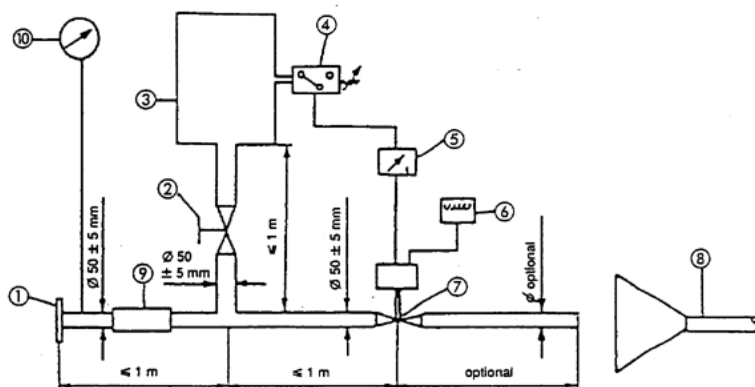 10
4
3
5
2
≤ 1 m
6
Ø 50 ± 5 mm
Ø 50
± 5 mm
Ø 50 ± 5 mm
Ø optional
9
7
8
1
≤ 1 m
≤ 1 m
optional